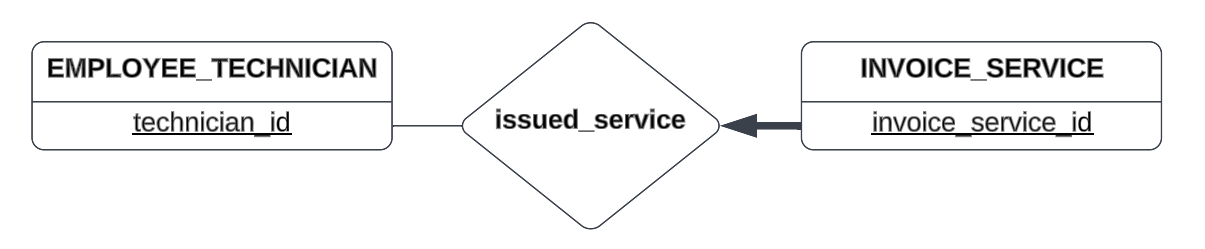 EMPLOYEE_TECHNICIAN
technician_id
issued_service
INVOICE_SERVICE
invoice_service_id